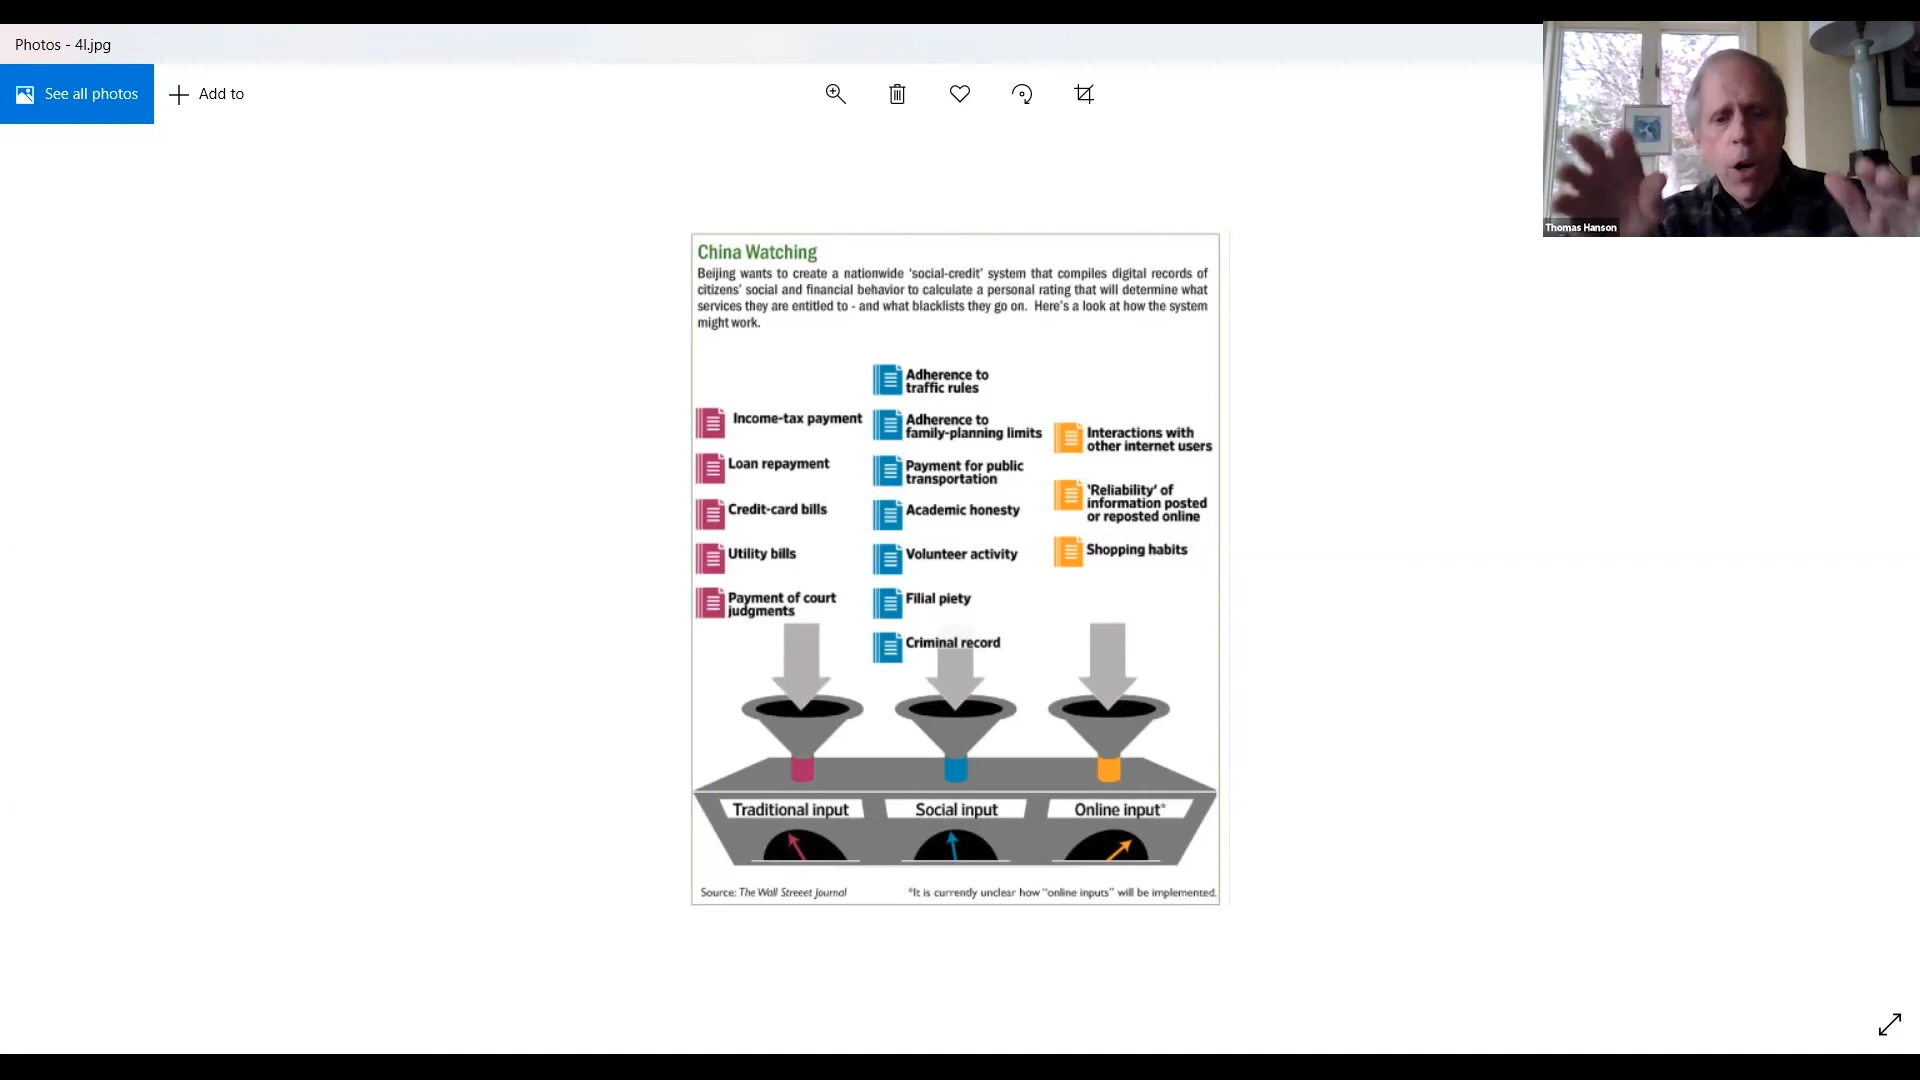 Photos - 4l.jpg
See all photos
Add to
Thomas Hanson
China Watching
Beijing wants to create a nationwide 'social-credit' system that compiles digital records of
citizens' social and financial behavior to calculate a personal rating that will determine what
services they are entitled to - and what blacklists they go on. Here's a look at how the system
might work.
Income-tax payment
Loan repayment
Credit-card bills
Utility bills
Payment of court
judgments
Adherence to
traffic rules
Adherence to
family-planning limits
Payment for public
transportation
Academic honesty
Volunteer activity
Filial piety
Criminal record
Interactions with
other internet users
'Reliability' of
information posted
or reposted online
Shopping habits
Traditional input
Social input
Online input*
Source: The Wall Streeet Journal
*It is currently unclear how "online inputs" will be implemented.